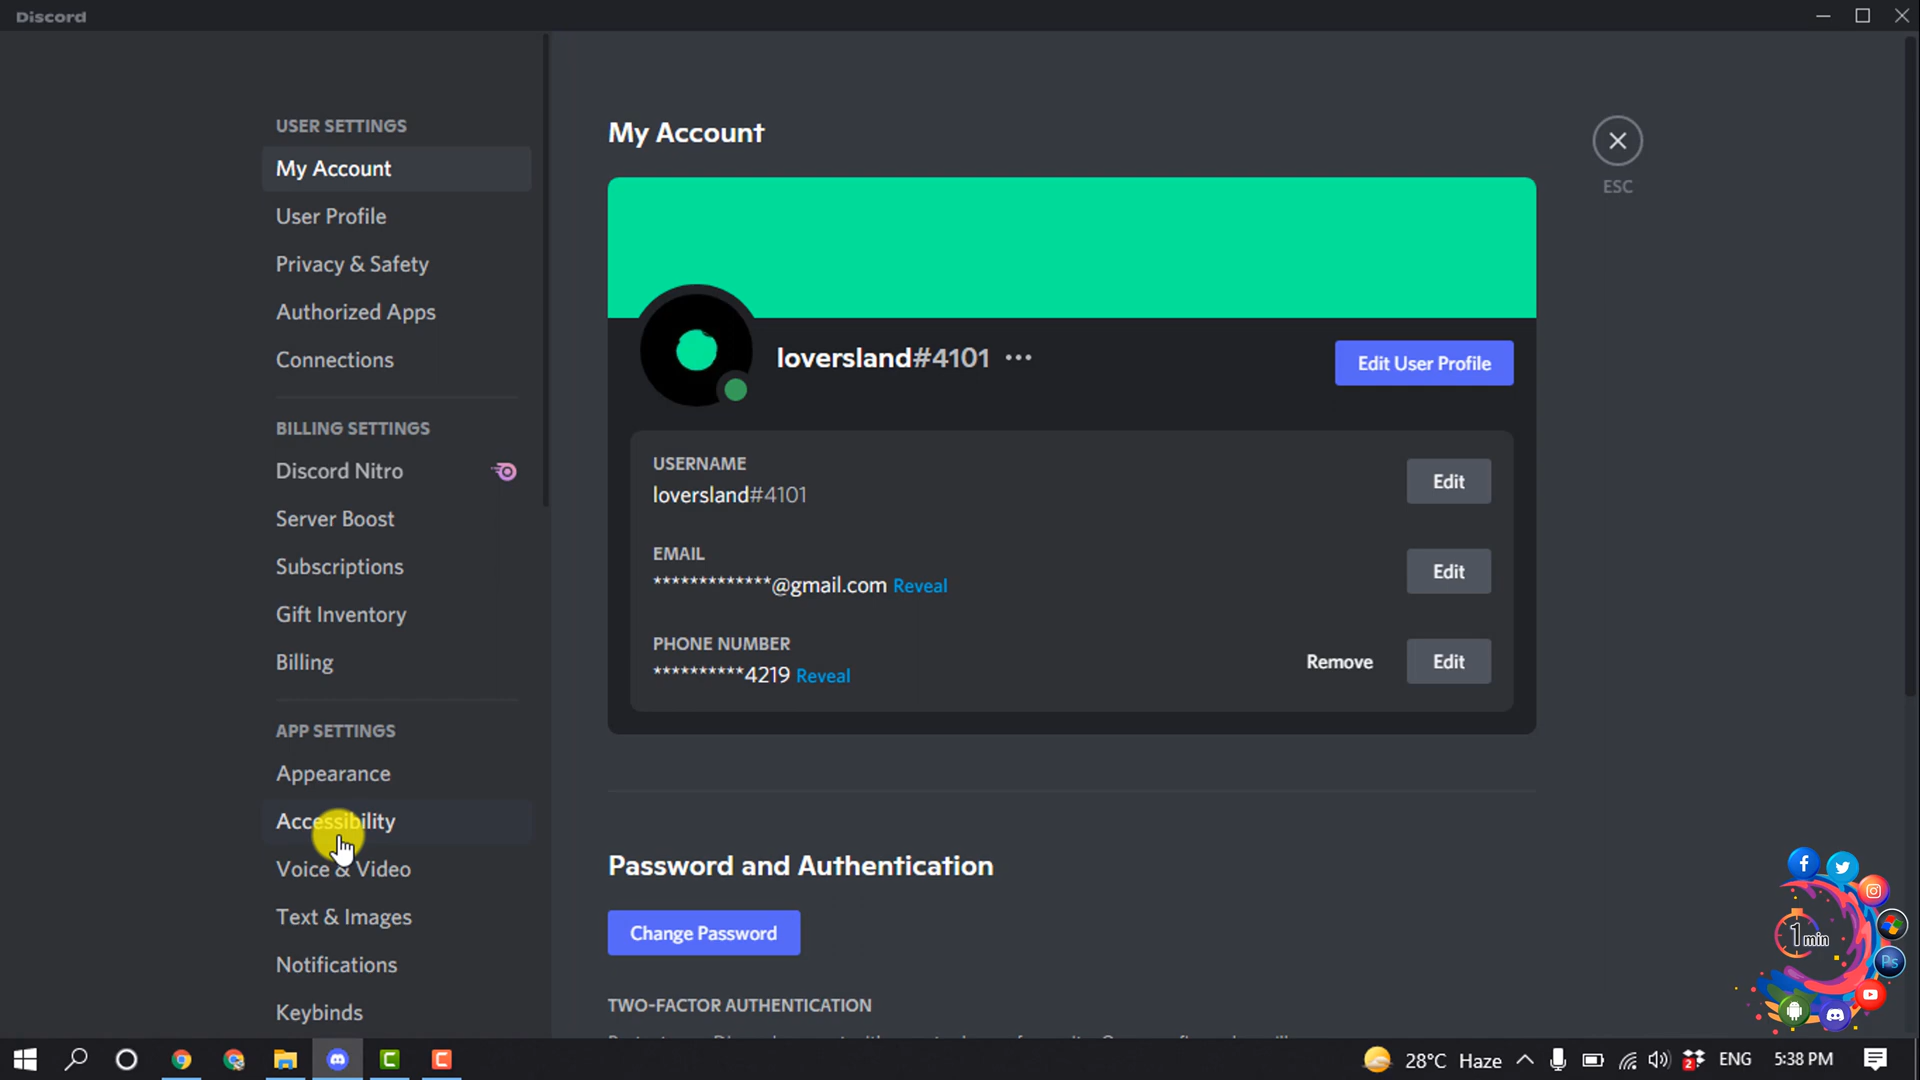 Discord
USER SETTINGS
My Account
User Profile
Privacy & Safety
Authorized Apps
Connections
BILLING SETTINGS
Discord Nitro
Server Boost
Subscriptions
Gift Inventory
Billing
APP SETTINGS
Appearance
Accessibility
Voice & Video
Text & Images
Notifications
Keybinds
My Account
ESC
loversland#4101
Edit User Profile
USERNAME
loversland#4101
Edit
EMAIL
*************@gmail.com Reveal
Edit
PHONE NUMBER
**********4219 Reveal
Remove
Edit
Password and Authentication
Change Password
TWO-FACTOR AUTHENTICATION
1 min
Ps
28°C Haze
2
ENG
5:38 PM